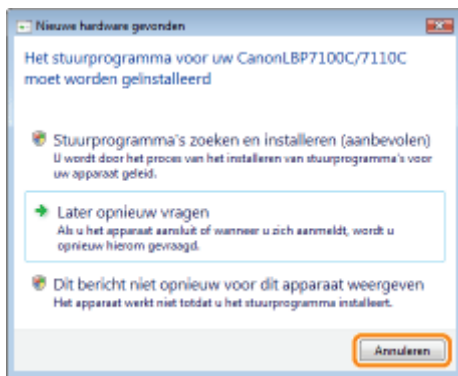 Nieuwe hardware gevonden
Het stuurprogramma voor uw CanonLBP7100C/7110C
moet worden geïnstalleerd
Stuurprogramma's zoeken en installeren (aanbevolen)
U wordt door het proces van het installeren van stuurprogramma's voor
uw apparaat geleid.
Later opnieuw vragen
Als u het apparaat aansluit of wanneer u zich aanmeldt, wordt u
opnieuw hierom gevraagd.
Dit bericht niet opnieuw voor dit apparaat weergeven
Het apparaat werkt niet totdat u het stuurprogramma installeert.
Annuleren